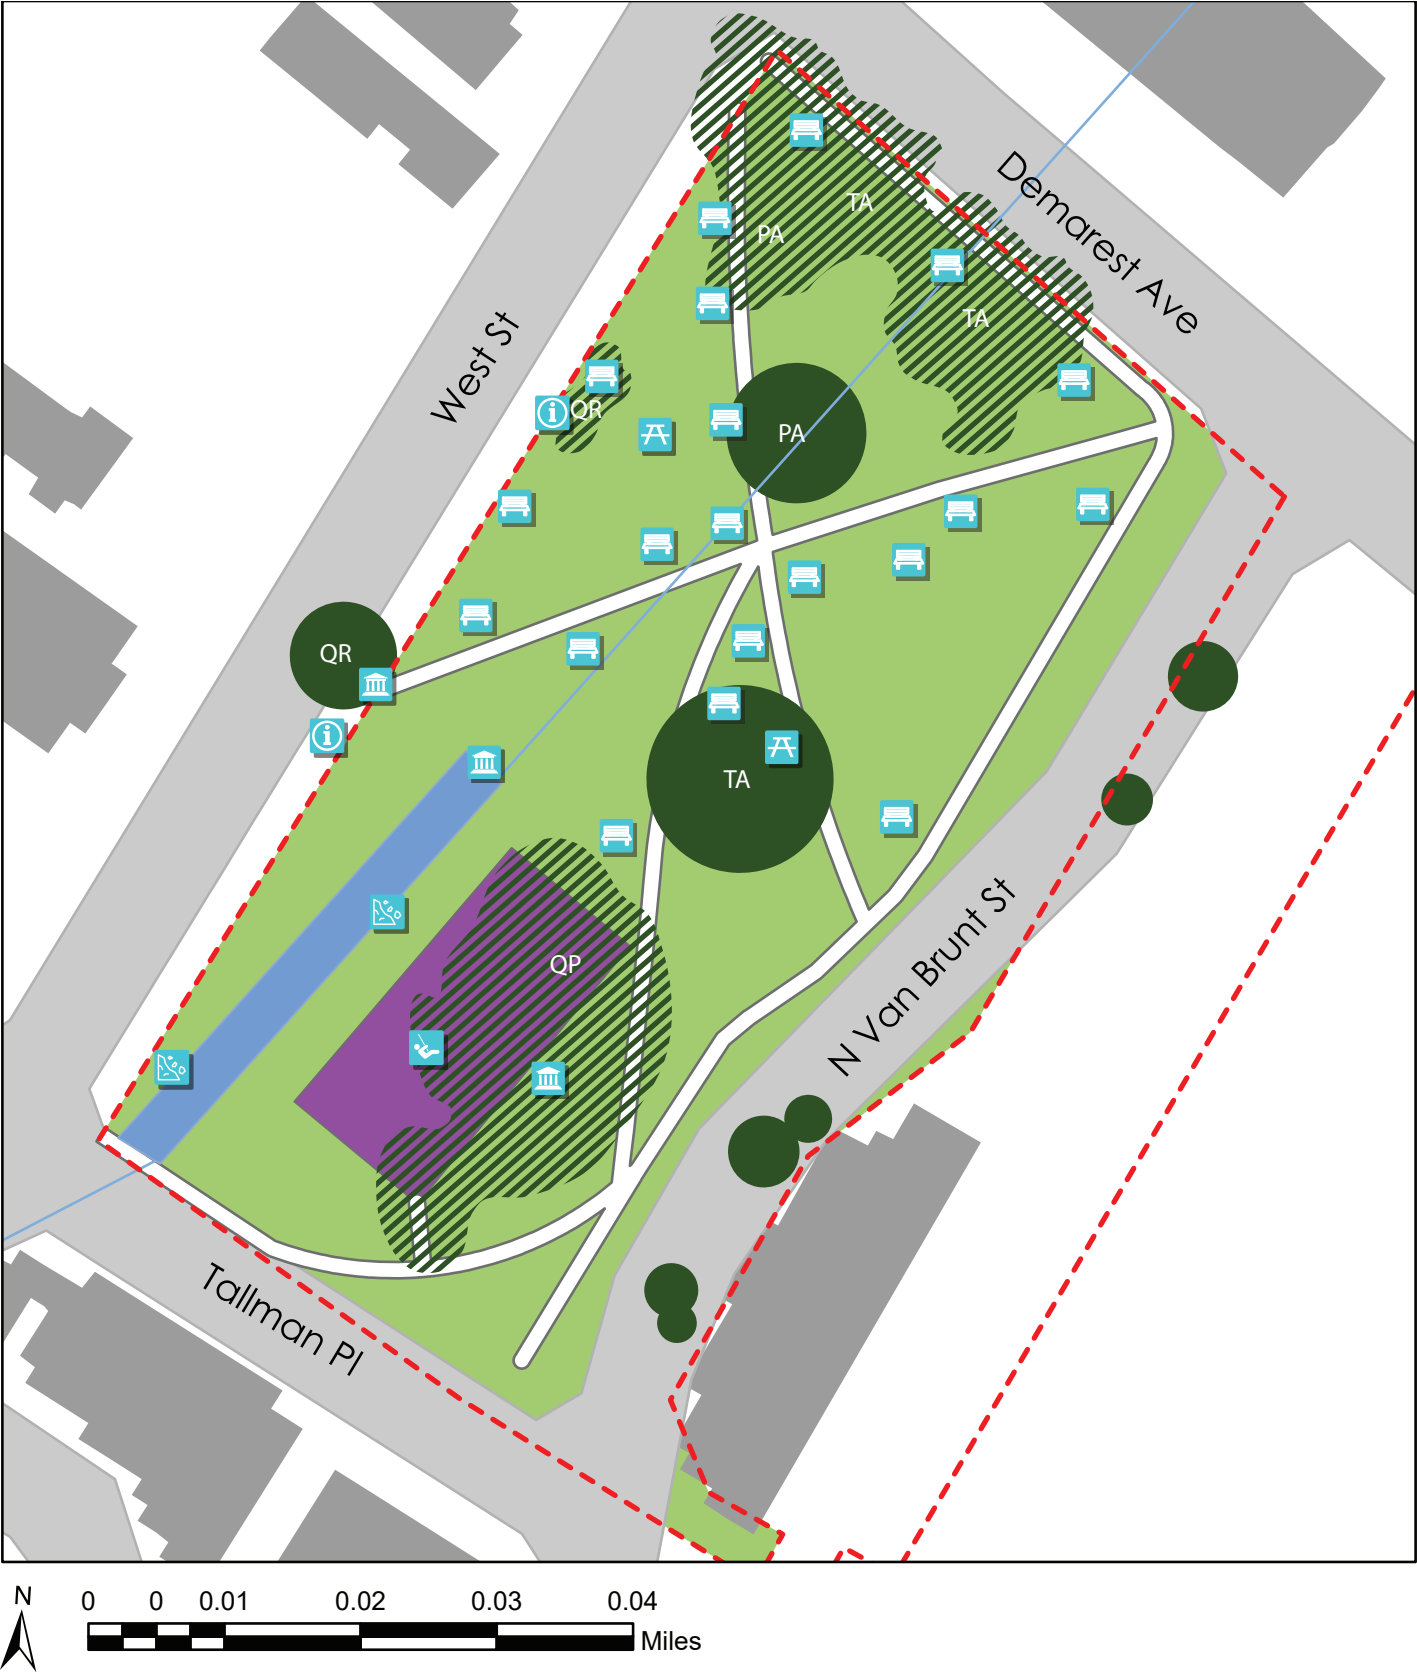 Demarest Ave
TA
PA
West St
TA
QR
PA
QR
TA
N Van Brunt St
QP
Tallman Pl
N
0 0 0.01 0.02 0.03 0.04
Miles